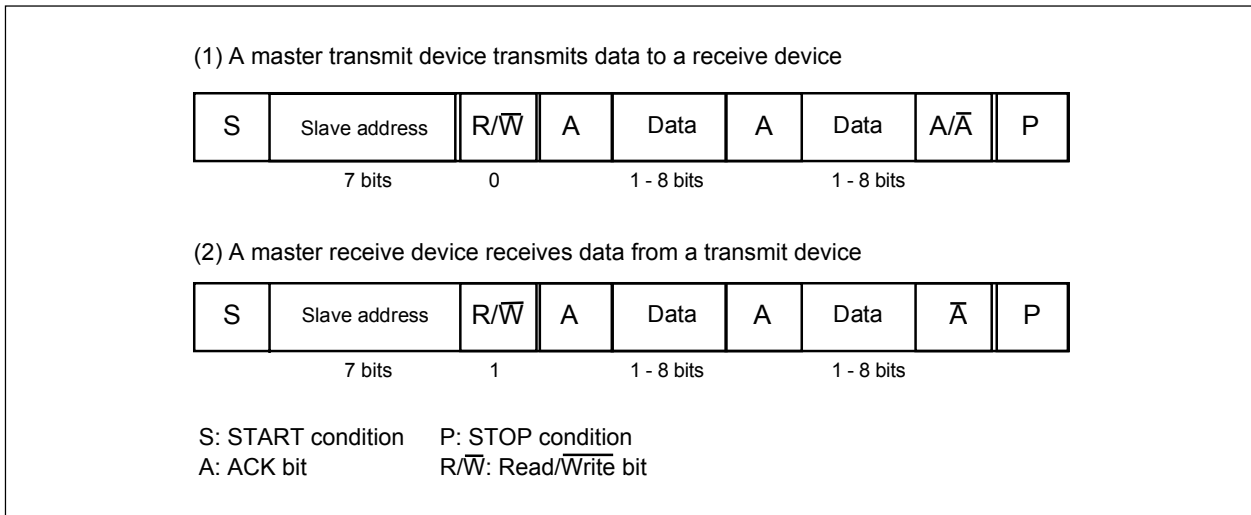 (1) A master transmit device transmits data to a receive device
S Slave address R/W̅ A Data A Data A/A̅ P
7 bits 0 1 - 8 bits 1 - 8 bits
(2) A master receive device receives data from a transmit device
S Slave address R/W̅ A Data A Data A̅ P
7 bits 1 1 - 8 bits 1 - 8 bits
S: START condition P: STOP condition
A: ACK bit R/W̅: Read/W̅r̅i̅t̅e̅ bit